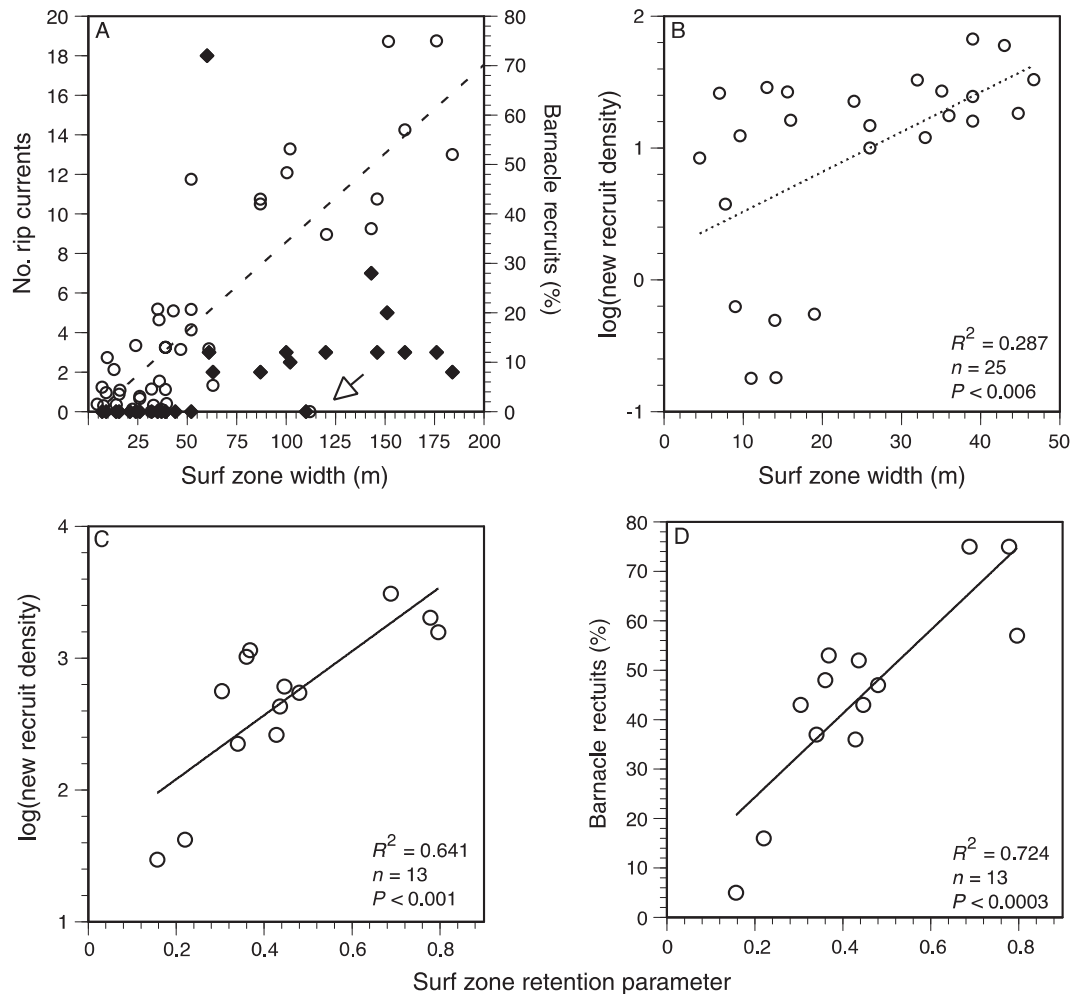 A
20
18
16
14
12
10
8
6
4
2
0
No. rip currents
80
70
60
50
40
30
20
10
0
Barnacle recruits (%)
25 50 75 100 125 150 175 200
Surf zone width (m)
B
2
1
0
-1
log(new recruit density)
R² = 0.287
n = 25
P < 0.006
0 10 20 30 40 50
Surf zone width (m)
C
4
3
2
1
log(new recruit density)
R² = 0.641
n = 13
P < 0.001
0 0.2 0.4 0.6 0.8
D
80
70
60
50
40
30
20
10
0
Barnacle rectuits (%)
R² = 0.724
n = 13
P < 0.0003
0 0.2 0.4 0.6 0.8
Surf zone retention parameter